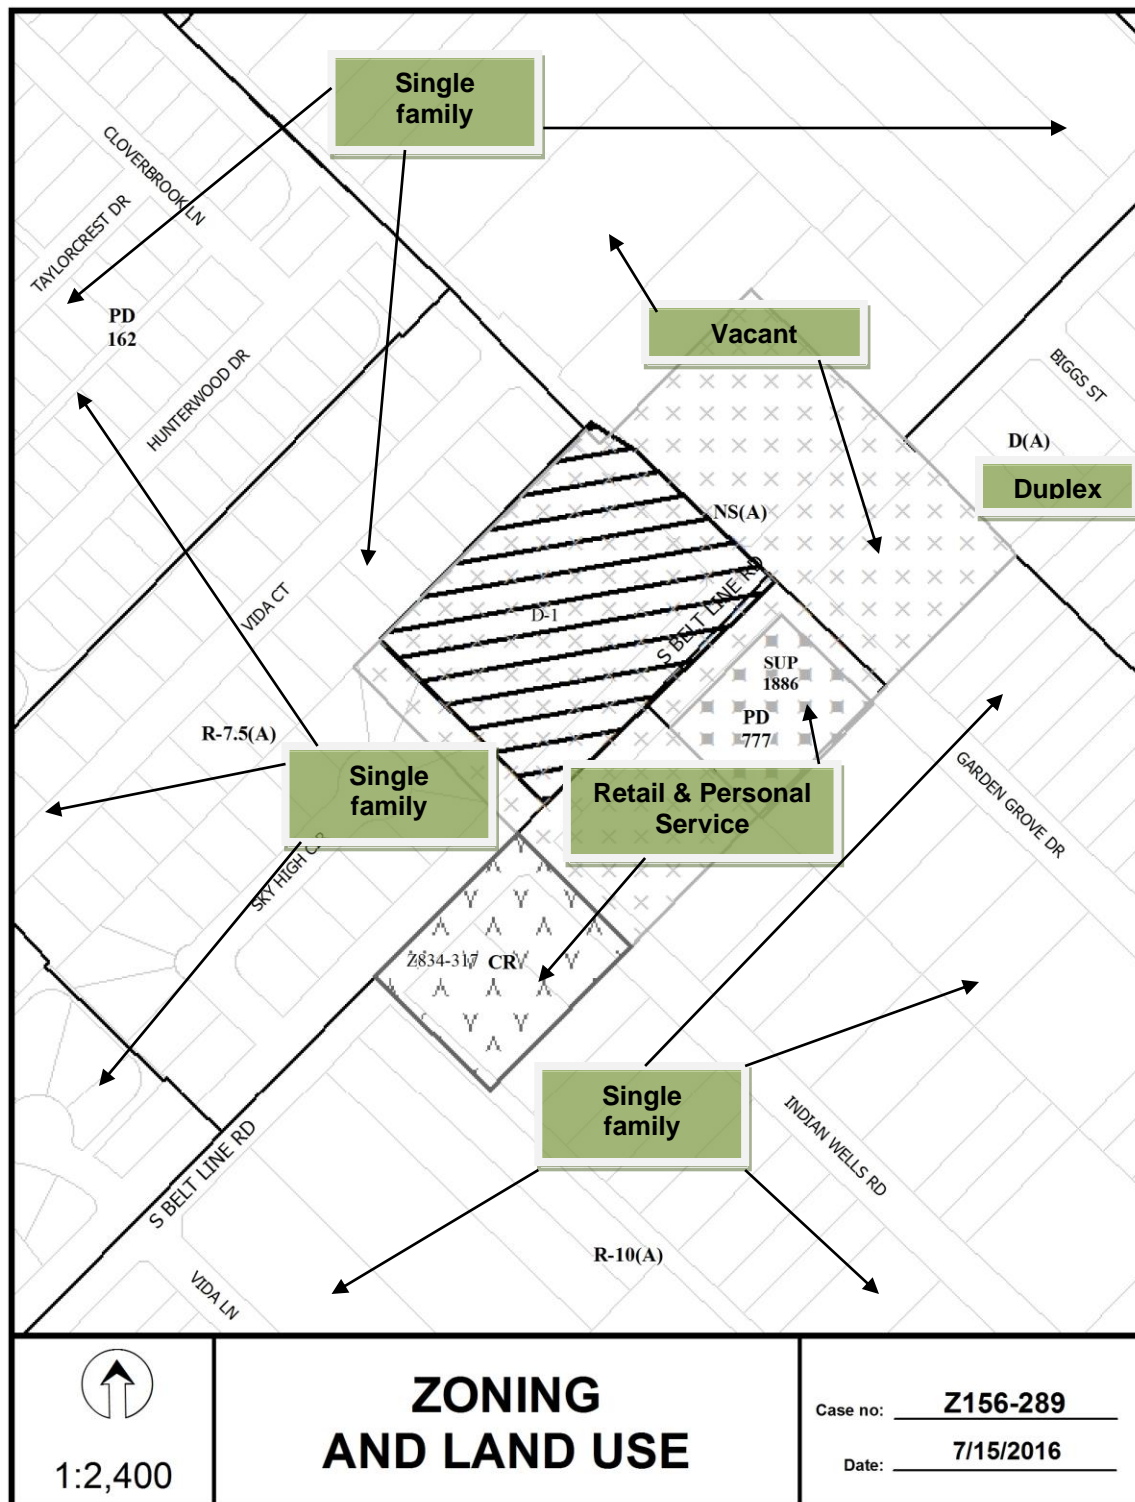 Single
family
CLOVERBROOK LN
TAYLORCREST DR
PD
162
Vacant
HUNTERWOOD DR
BIGGS ST
D(A)
Duplex
NS(A)
S BELT LINE RD
D-1
VIDA CT
SUP
1886
PD
777
R-7.5(A)
Single
family
Retail & Personal
Service
GARDEN GROVE DR
SKY HIGH CIR
Z834-317
CR
Single
family
INDIAN WELLS RD
S BELT LINE RD
R-10(A)
VIDA LN
1:2,400
ZONING
AND LAND USE
Case no: Z156-289
Date: 7/15/2016